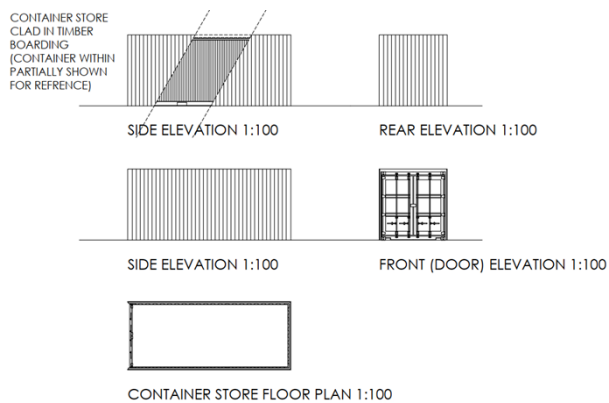 CONTAINER STORE
CLAD IN TIMBER
BOARDING
(CONTAINER WITHIN
PARTIALLY SHOWN
FOR REFRENCE)
SIDE ELEVATION 1:100
REAR ELEVATION 1:100
SIDE ELEVATION 1:100
FRONT (DOOR) ELEVATION 1:100
CONTAINER STORE FLOOR PLAN 1:100